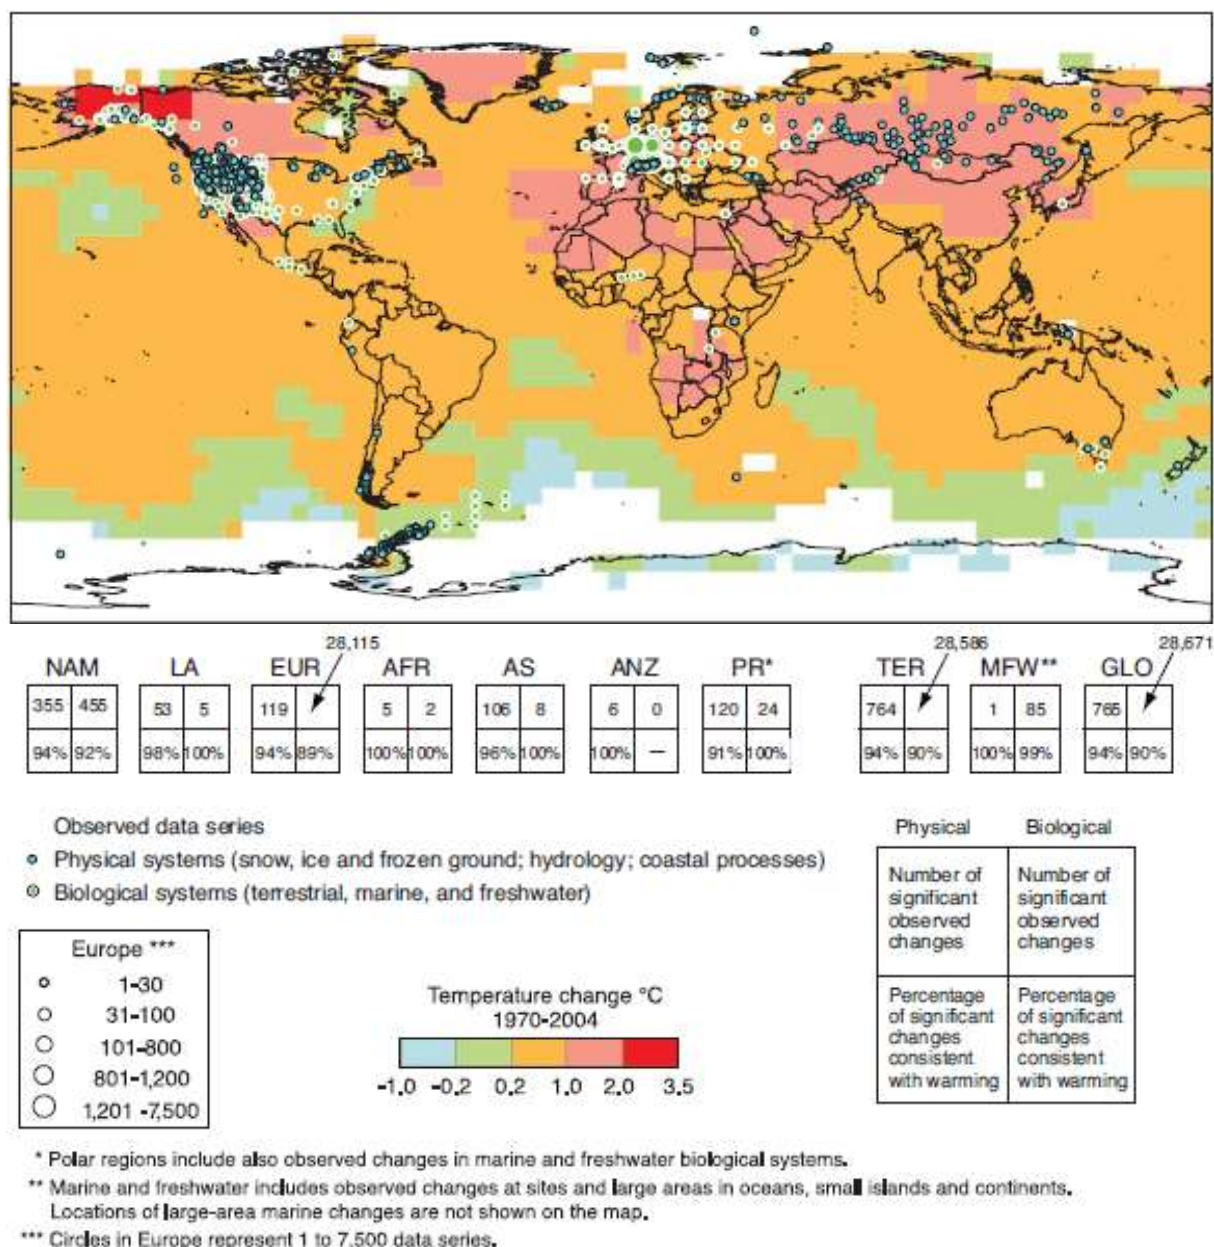 28,115 28,586 28,671
NAM LA EUR AFR AS ANZ PR* TER MFW** GLO
355 455 53 5 119 5 2 106 8 6 0 120 24 764 1 85 765
94% 92% 98% 100% 94% 89% 100% 100% 96% 100% 100% — 91% 100% 94% 90% 100% 99% 94% 90%
Observed data series
Physical systems (snow, ice and frozen ground; hydrology; coastal processes)
Biological systems (terrestrial, marine, and freshwater)
Europe ***
1-30
31-100
101-800
801-1,200
1,201 -7,500
Temperature change °C
1970-2004
-1.0 -0.2 0.2 1.0 2.0 3.5
Physical Biological
Number of significant observed changes
Number of significant observed changes
Percentage of significant changes consistent with warming
Percentage of significant changes consistent with warming
* Polar regions include also observed changes in marine and freshwater biological systems.
** Marine and freshwater includes observed changes at sites and large areas in oceans, small islands and continents.
Locations of large-area marine changes are not shown on the map.
*** Circles in Europe represent 1 to 7,500 data series.